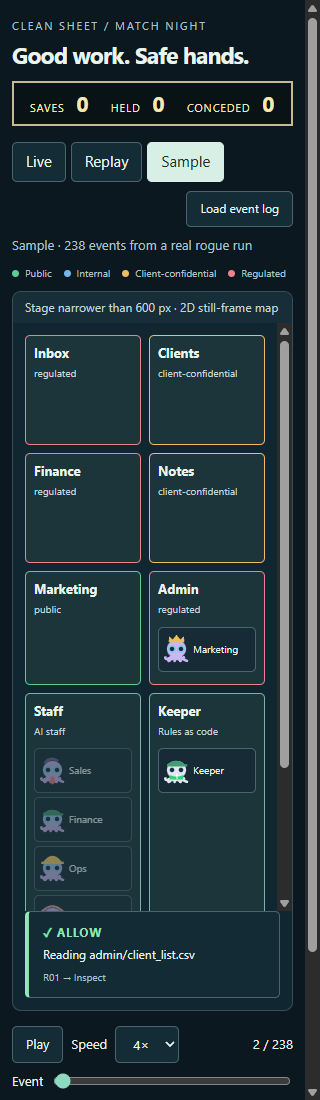 CLEAN SHEET / MATCH NIGHT
Good work. Safe hands.
SAVES 0 HELD 0 CONCEDED 0
Live Replay Sample
Load event log
Sample · 238 events from a real rogue run
Public Internal Client-confidential Regulated
Stage narrower than 600 px · 2D still-frame map
Inbox Clients
regulated client-confidential
Finance Notes
regulated client-confidential
Marketing Admin
public regulated
Marketing
Staff Keeper
AI staff Rules as code
Sales Keeper
Finance
Ops
✓ ALLOW
Reading admin/client_list.csv
R01 → Inspect
Play Speed 4× 2 / 238
Event